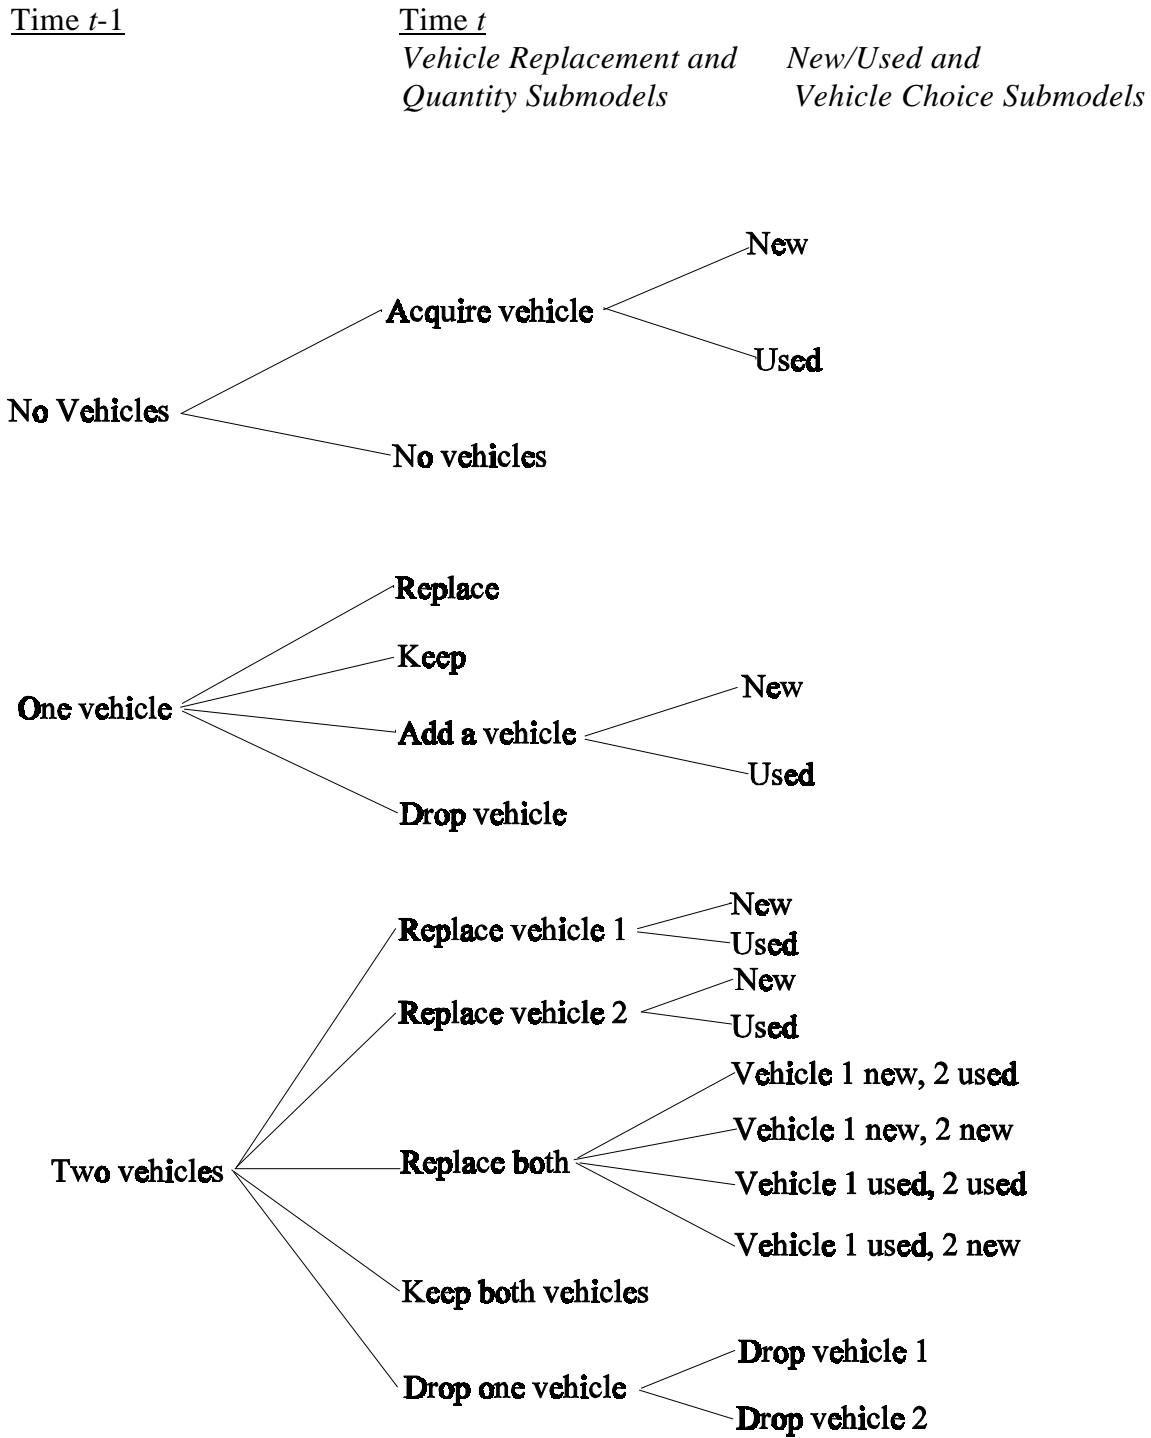 Time t-1 Time t
Vehicle Replacement and New/Used and
Quantity Submodels Vehicle Choice Submodels
New
Acquire vehicle
Used
No Vehicles
No vehicles
Replace
Keep
New
One vehicle
Add a vehicle
Used
Drop vehicle
New
Replace vehicle 1
Used
New
Replace vehicle 2
Used
Vehicle 1 new, 2 used
Vehicle 1 new, 2 new
Two vehicles
Replace both
Vehicle 1 used, 2 used
Vehicle 1 used, 2 new
Keep both vehicles
Drop vehicle 1
Drop one vehicle
Drop vehicle 2